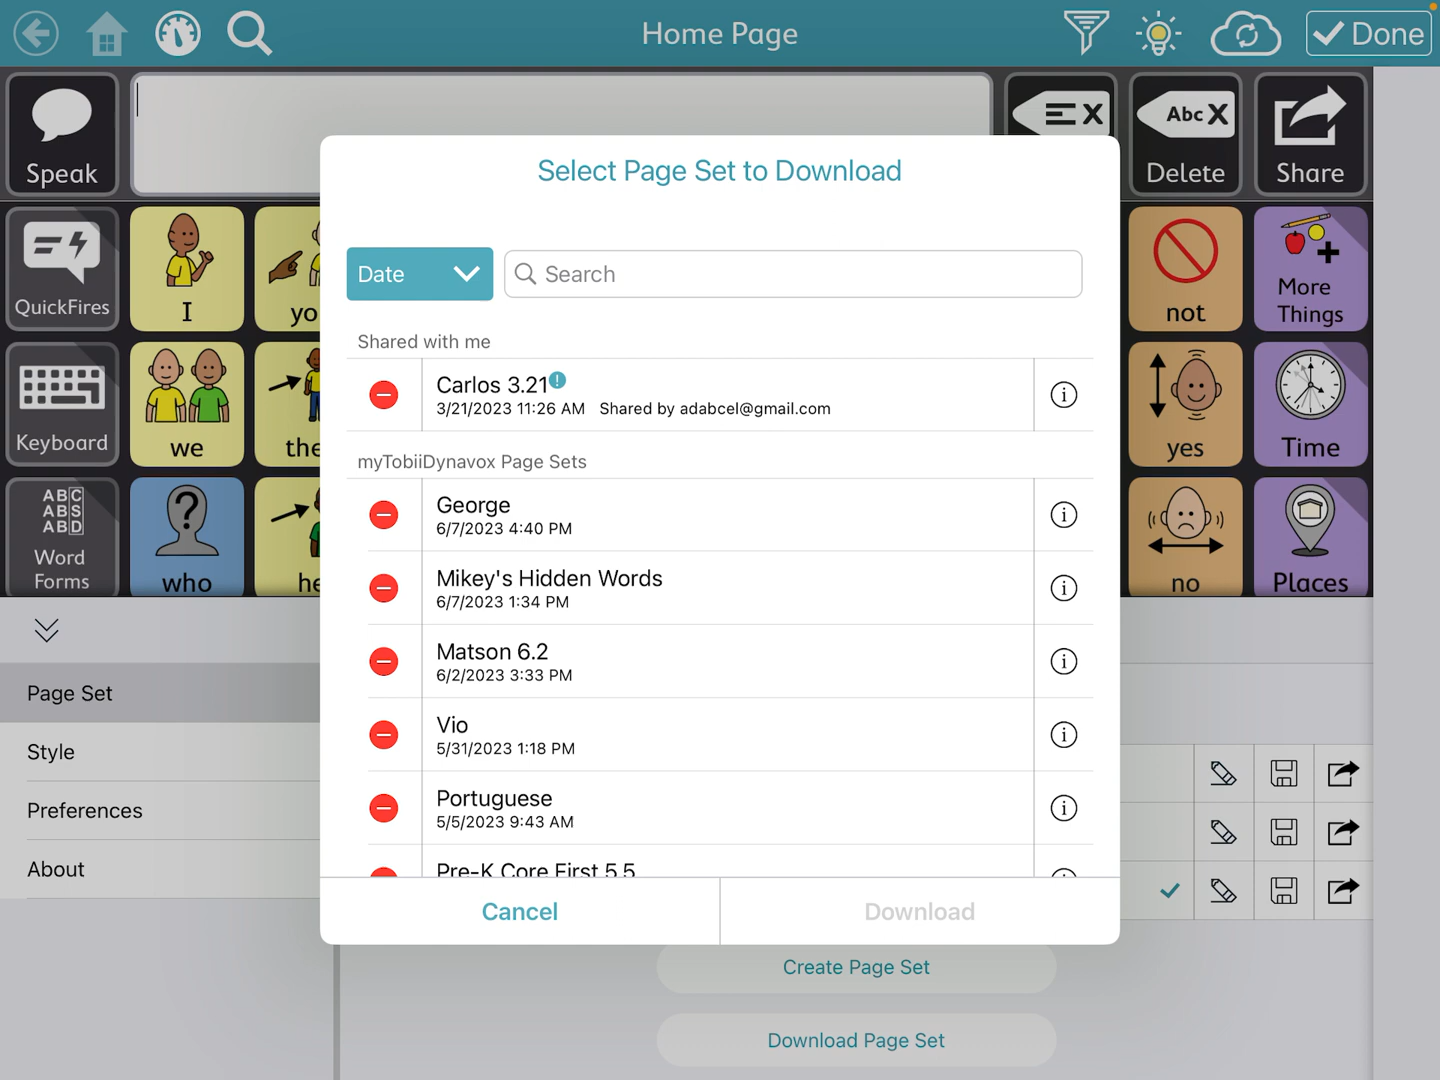 Home Page
Done
Speak
Abc X
Delete
Share
Select Page Set to Download
QuickFires
I
not
More
Things
Date
Search
Shared with me
Carlos 3.21
3/21/2023 11:26 AM Shared by adabcel@gmail.com
Keyboard
we
yes
Time
myTobiiDynavox Page Sets
George
6/7/2023 4:40 PM
Mikey's Hidden Words
6/7/2023 1:34 PM
ABC
ABS
ABD
Word
Forms
who
no
Places
Matson 6.2
6/2/2023 3:33 PM
Vio
5/31/2023 1:18 PM
Portuguese
5/5/2023 9:43 AM
Pre-K Core First 5.5
Page Set
Style
Preferences
About
Cancel
Download
Create Page Set
Download Page Set